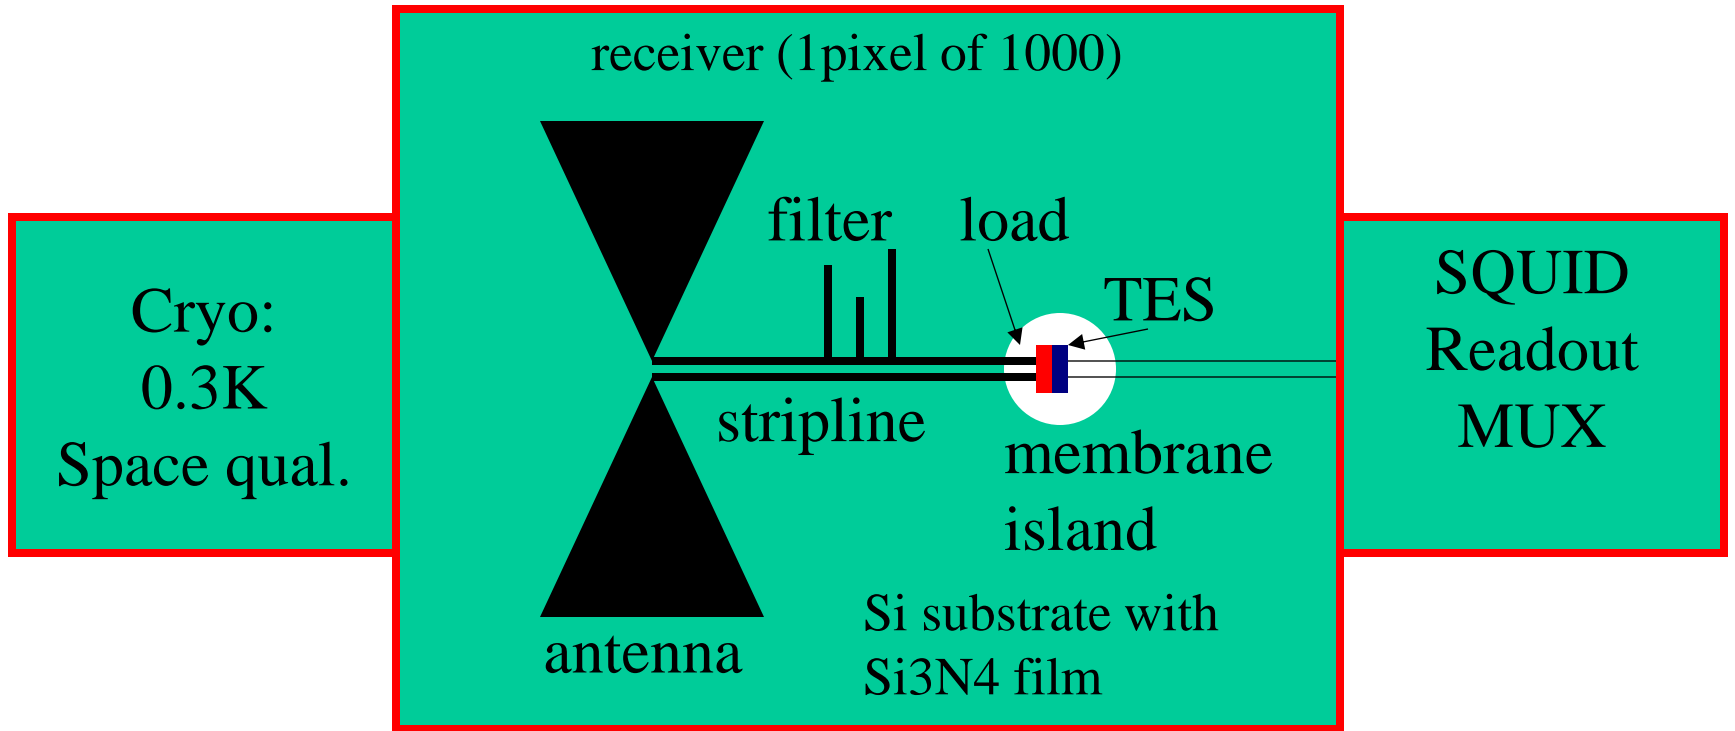 receiver (1pixel of 1000)
filter
load
TES
Cryo:
0.3K
Space qual.
SQUID
Readout
MUX
stripline
membrane
island
antenna
Si substrate with
Si3N4 film